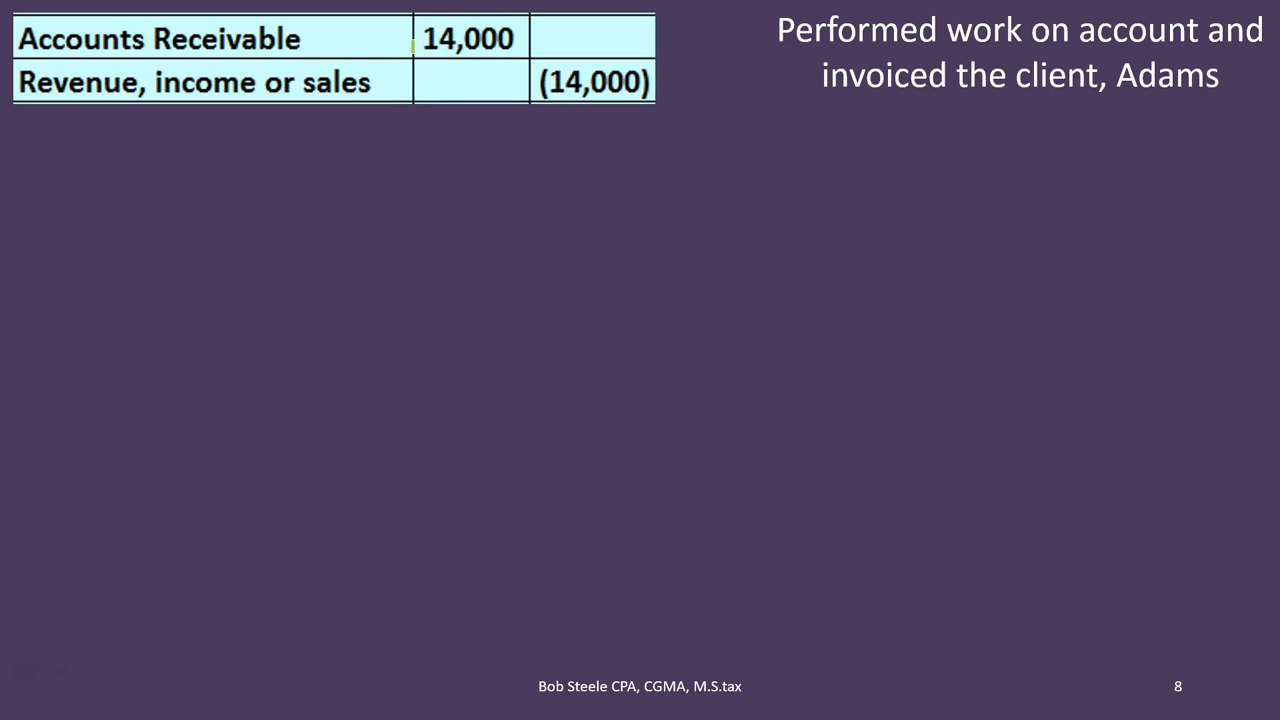 Accounts Receivable 14,000
Revenue, income or sales (14,000)
Performed work on account and
invoiced the client, Adams
Bob Steele CPA, CGMA, M.S.tax
8